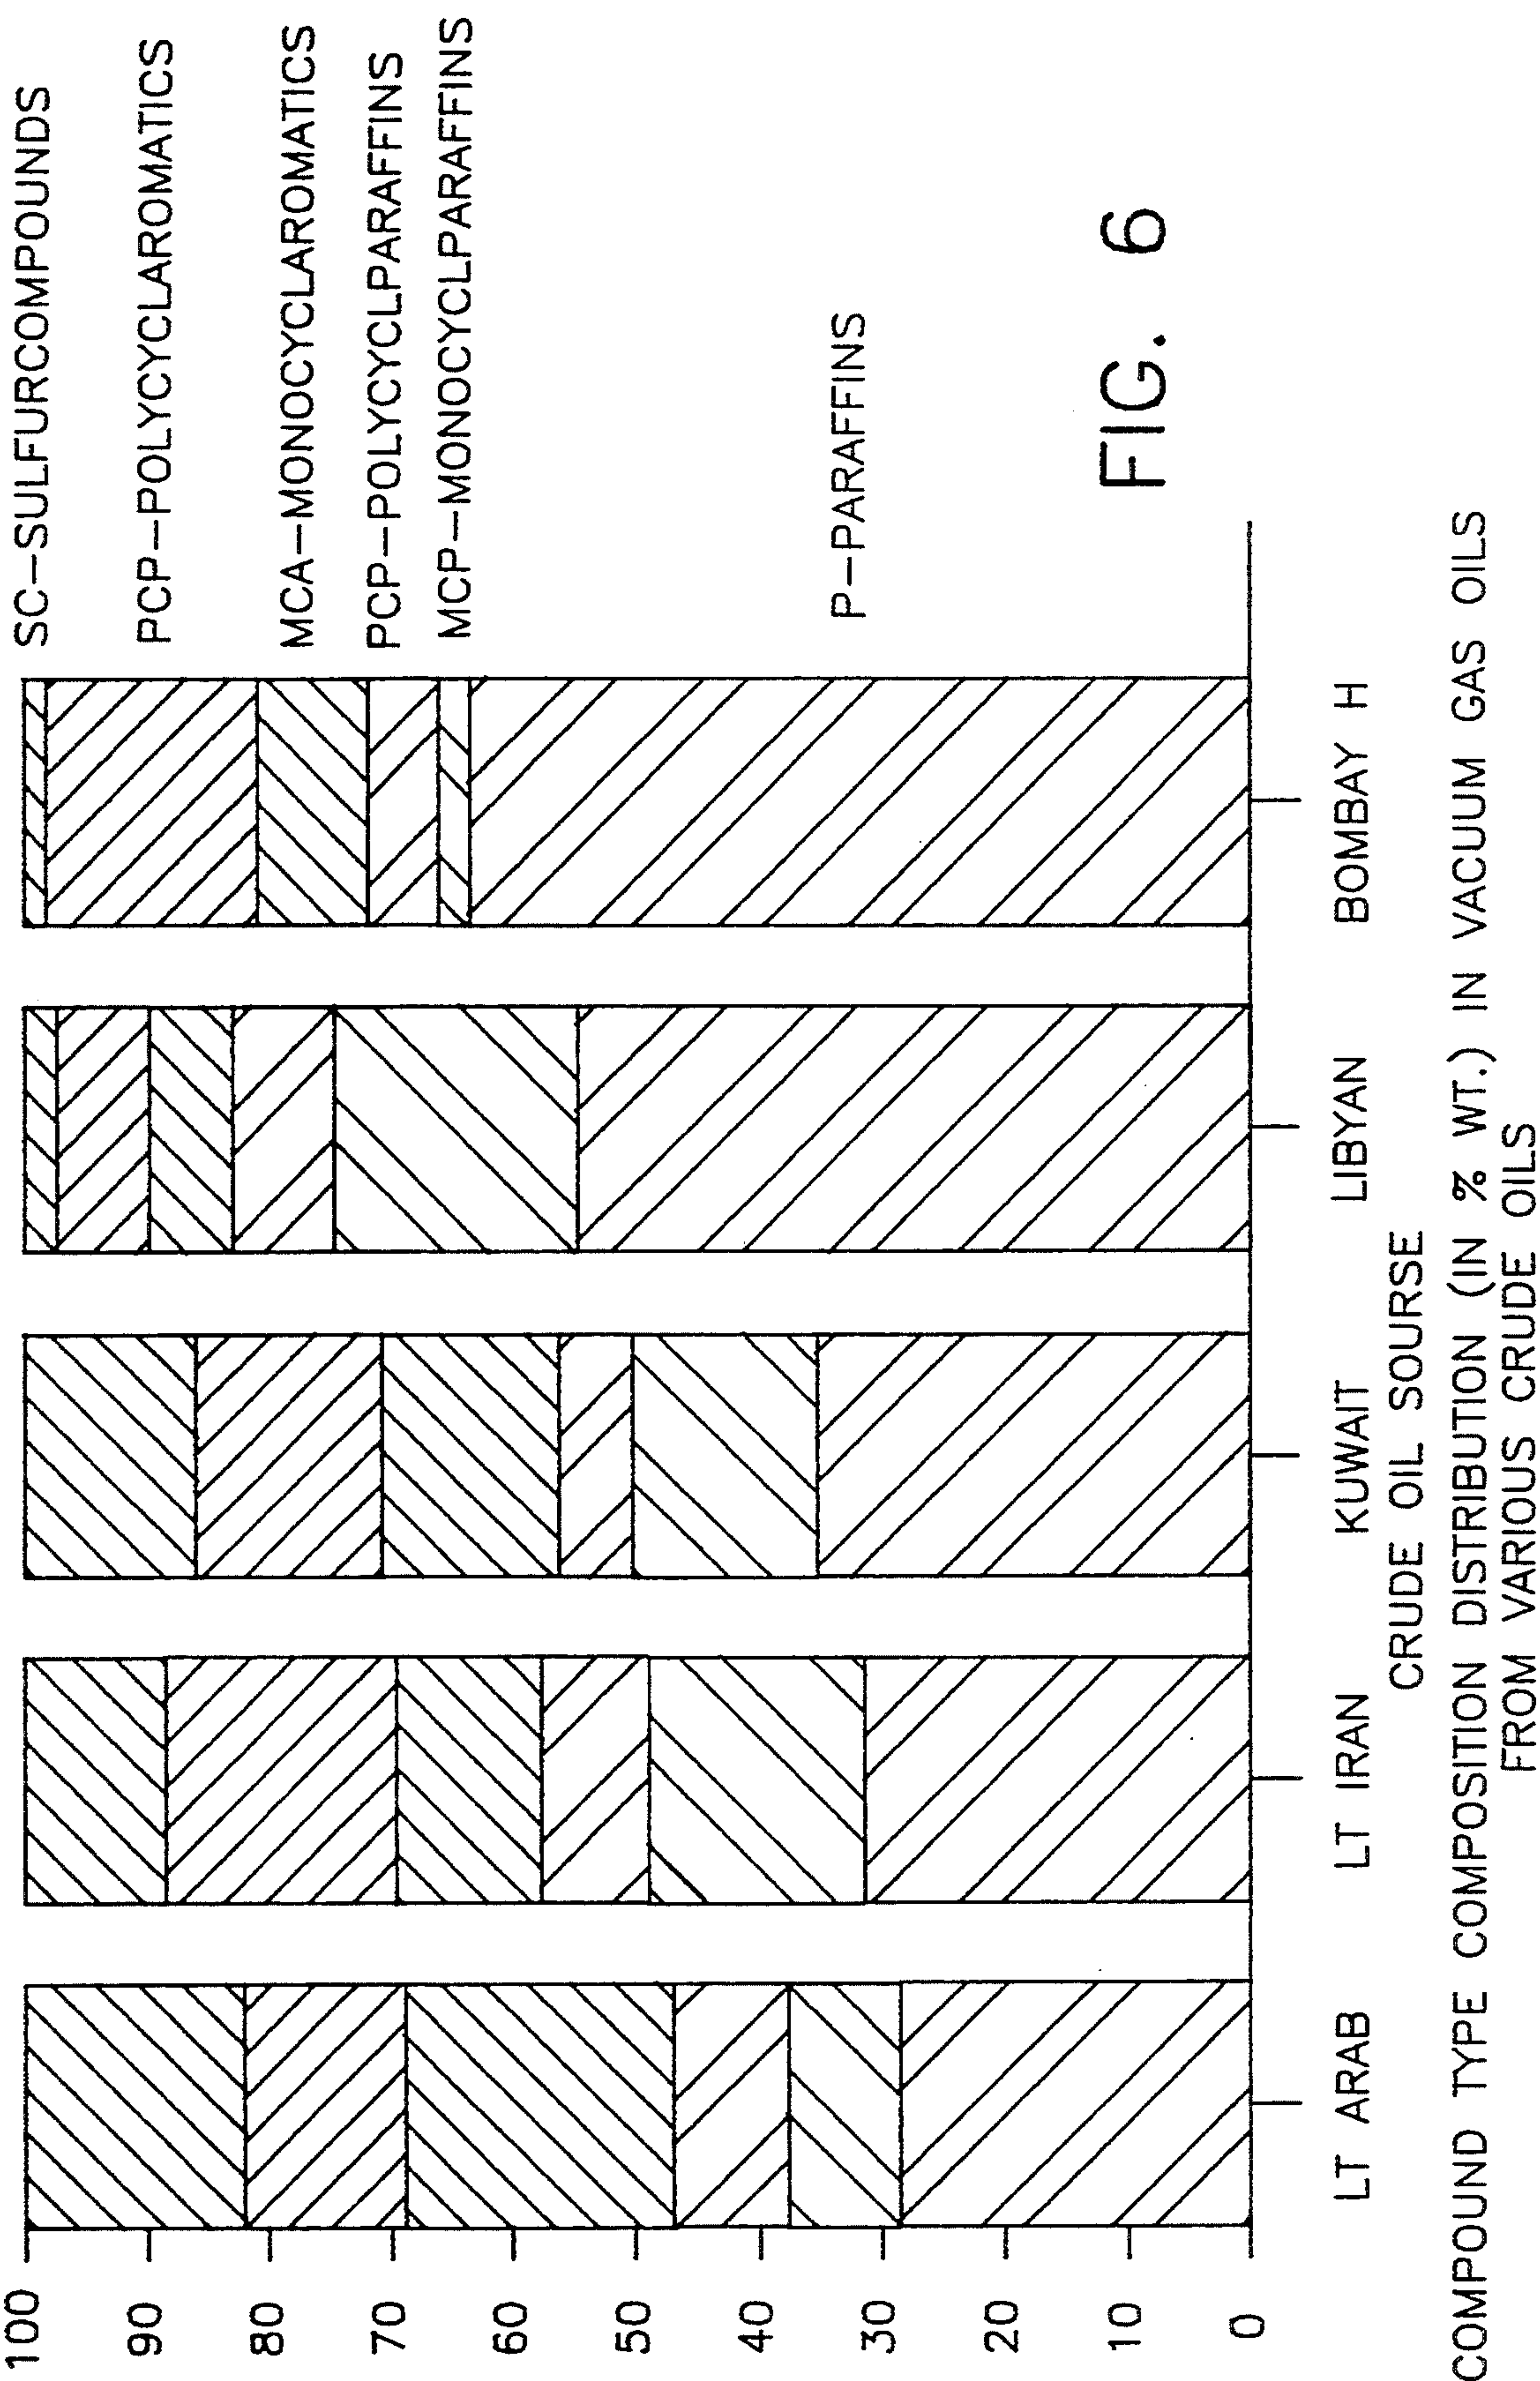 SC-SULFURCOMPOUNDS
PCP-POLYCYCLAROMATICS
MCA-MONOCYCLAROMATICS
PCP-POLYCYCLPARAFFINS
MCP-MONOCYCLPARAFFINS
P-PARAFFINS
FIG. 6
100
90
80
70
60
50
40
30
20
10
0
LT ARAB
LT IRAN
KUWAIT
LIBYAN
BOMBAY H
CRUDE OIL SOURSE
COMPOUND TYPE COMPOSITION DISTRIBUTION (IN % WT.) IN VACUUM GAS OILS
FROM VARIOUS CRUDE OILS